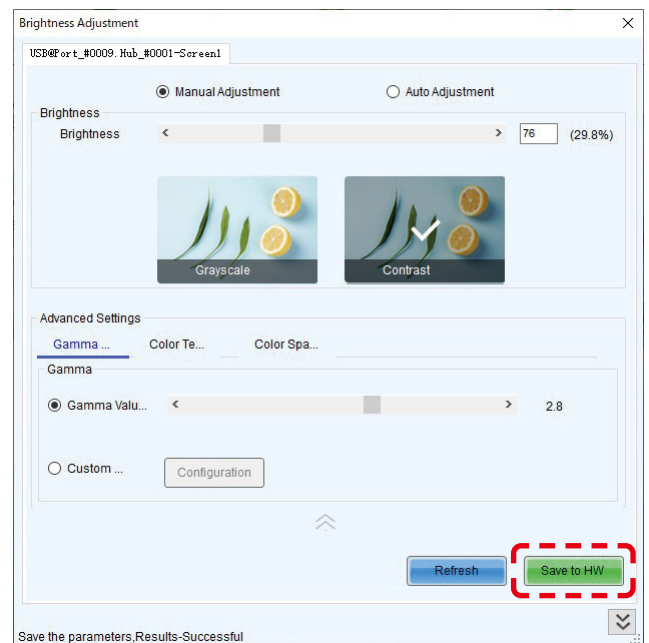 Brightness Adjustment
USB@Port_#0009.Hub_#0001-Screen1
Manual Adjustment Auto Adjustment
Brightness
Brightness 76 (29.8%)
Grayscale Contrast
Advanced Settings
Gamma ... Color Te... Color Spa...
Gamma
Gamma Valu... 2.8
Custom ... Configuration
Refresh Save to HW
Save the parameters,Results-Successful